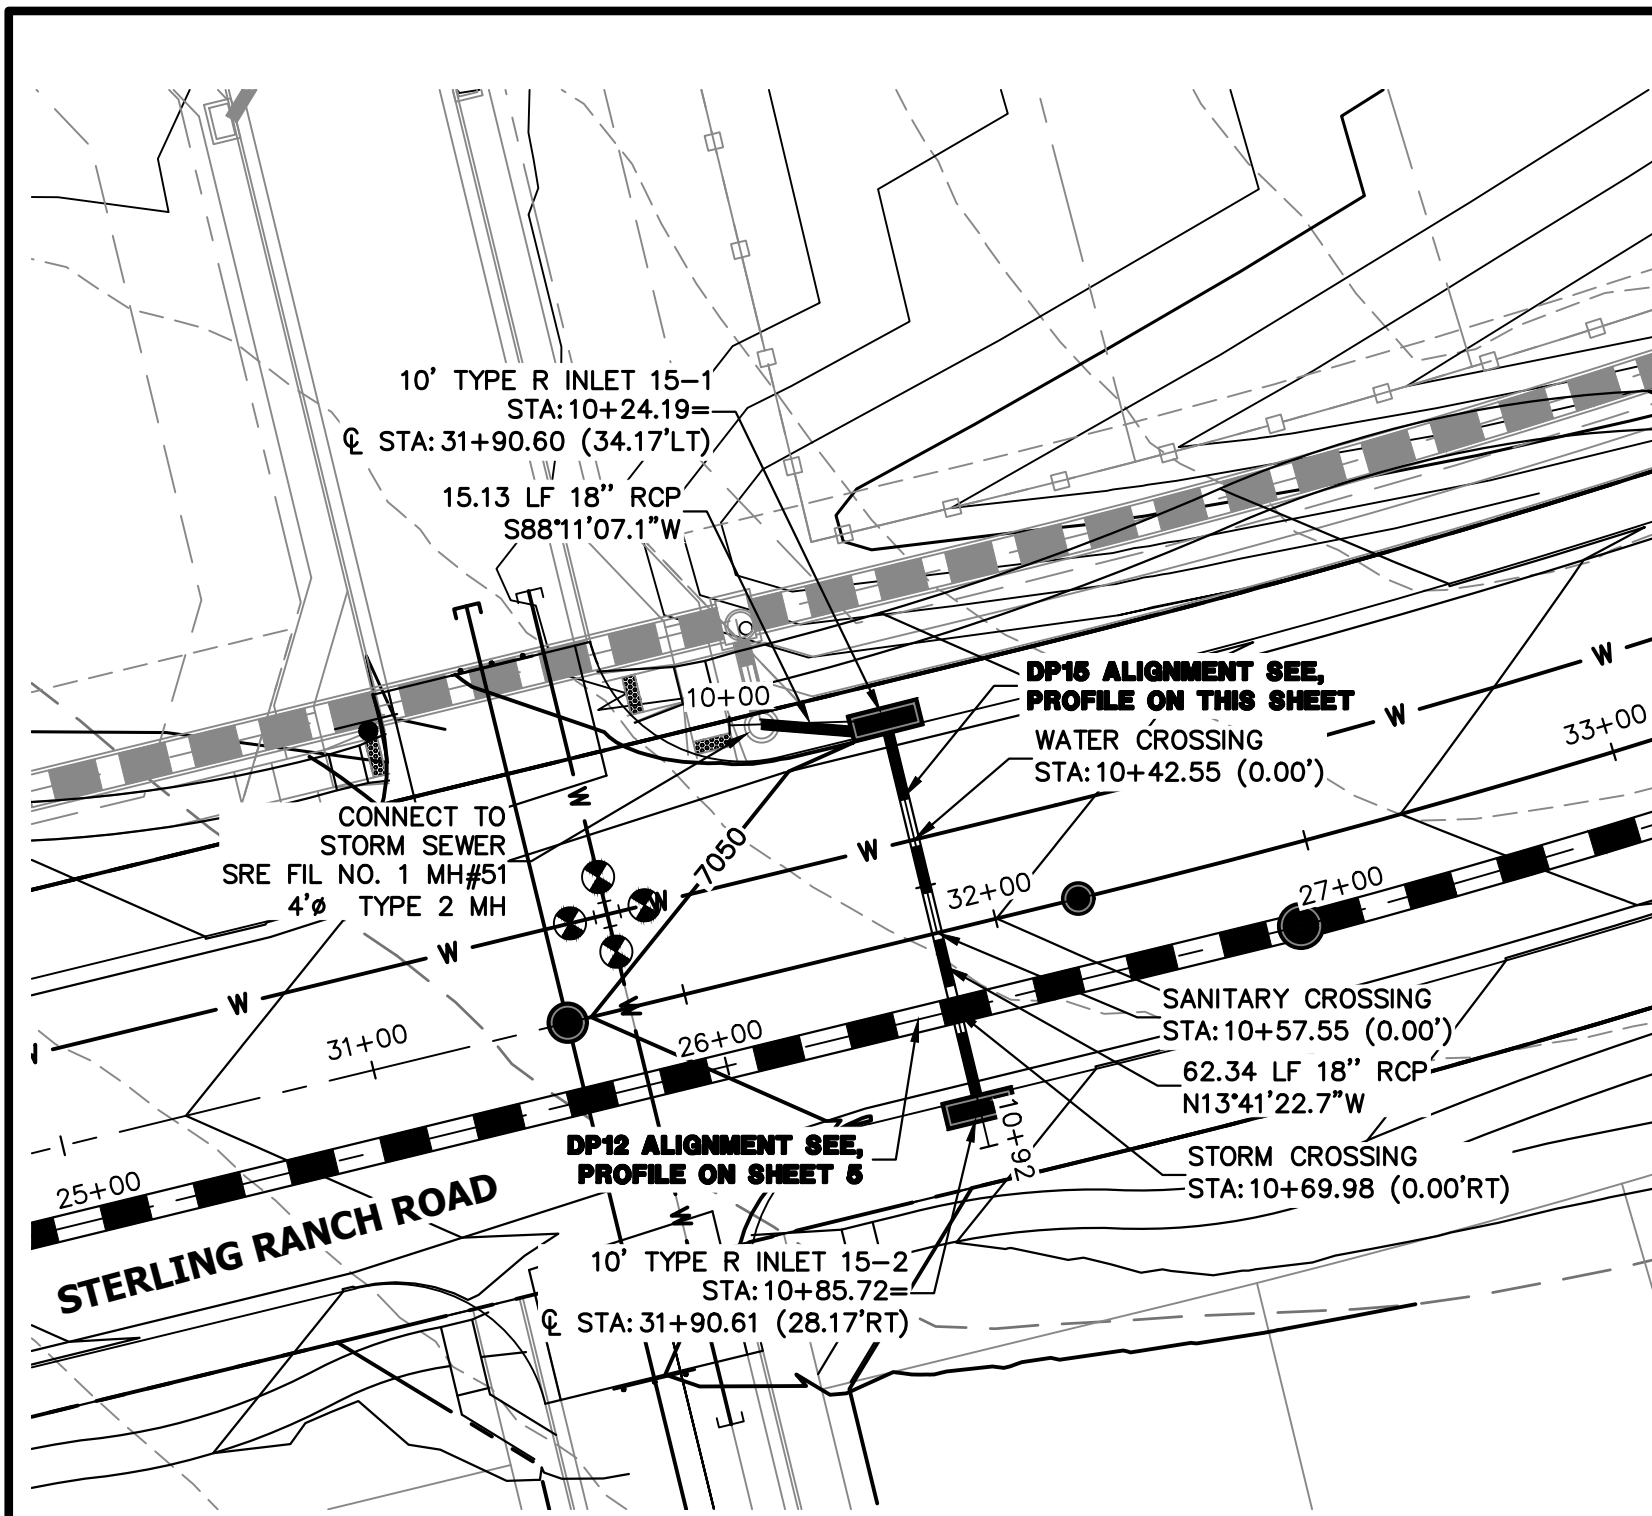 10' TYPE R INLET 15-1
STA: 10+24.19=
℄ STA: 31+90.60 (34.17'LT)
15.13 LF 18" RCP
S88°11'07.1"W
10+00
DP15 ALIGNMENT SEE,
PROFILE ON THIS SHEET
WATER CROSSING
STA: 10+42.55 (0.00')
W
W
33+00
CONNECT TO
STORM SEWER
SRE FIL NO. 1 MH#51
4'ø TYPE 2 MH
W
7050
W
W
32+00
27+00
W
W
W
W
31+00
26+00
SANITARY CROSSING
STA: 10+57.55 (0.00')
62.34 LF 18" RCP
N13°41'22.7"W
10+92
DP12 ALIGNMENT SEE,
PROFILE ON SHEET 5
STORM CROSSING
STA: 10+69.98 (0.00'RT)
25+00
STERLING RANCH ROAD
W
10' TYPE R INLET 15-2
STA: 10+85.72=
℄ STA: 31+90.61 (28.17'RT)